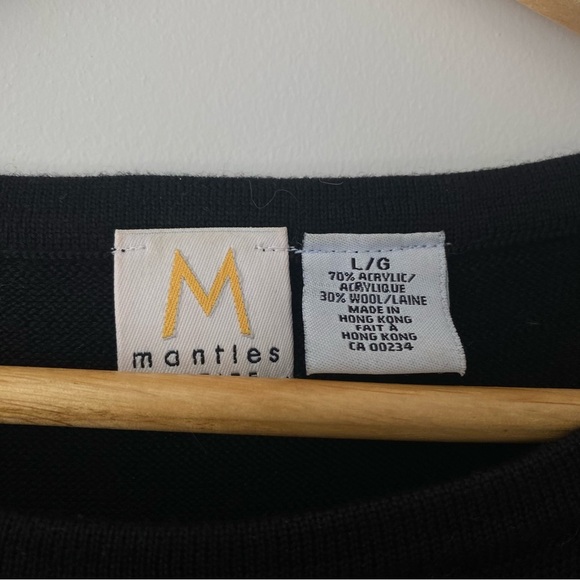 M
mantles
L/G
70% ACRYLIC/
ACRYLIQUE
30% WOOL/LAINE
MADE IN
HONG KONG
FAIT À
HONG KONG
CA 00234